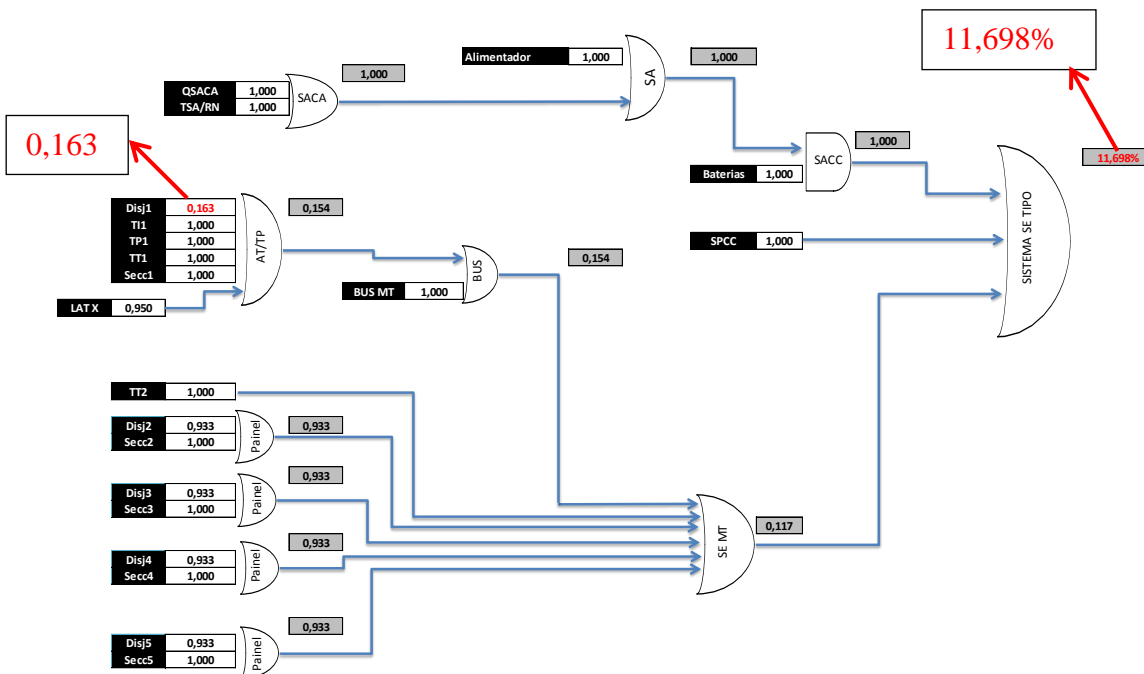 11,698%
Alimentador 1,000
SA
1,000
1,000
QSACA 1,000
TSA/RN 1,000
SACA
0,163
Baterias 1,000
SACC
1,000
11,698%
Disj1 0,163
TI1 1,000
TP1 1,000
TT1 1,000
Secc1 1,000
AT/TP
0,154
LAT X 0,950
BUS MT 1,000
BUS
0,154
SPCC 1,000
SISTEMA SE TIPO
TT2 1,000
Disj2 0,933
Secc2 1,000
Painel
0,933
Disj3 0,933
Secc3 1,000
Painel
0,933
Disj4 0,933
Secc4 1,000
Painel
0,933
SE MT
0,117
Disj5 0,933
Secc5 1,000
Painel
0,933